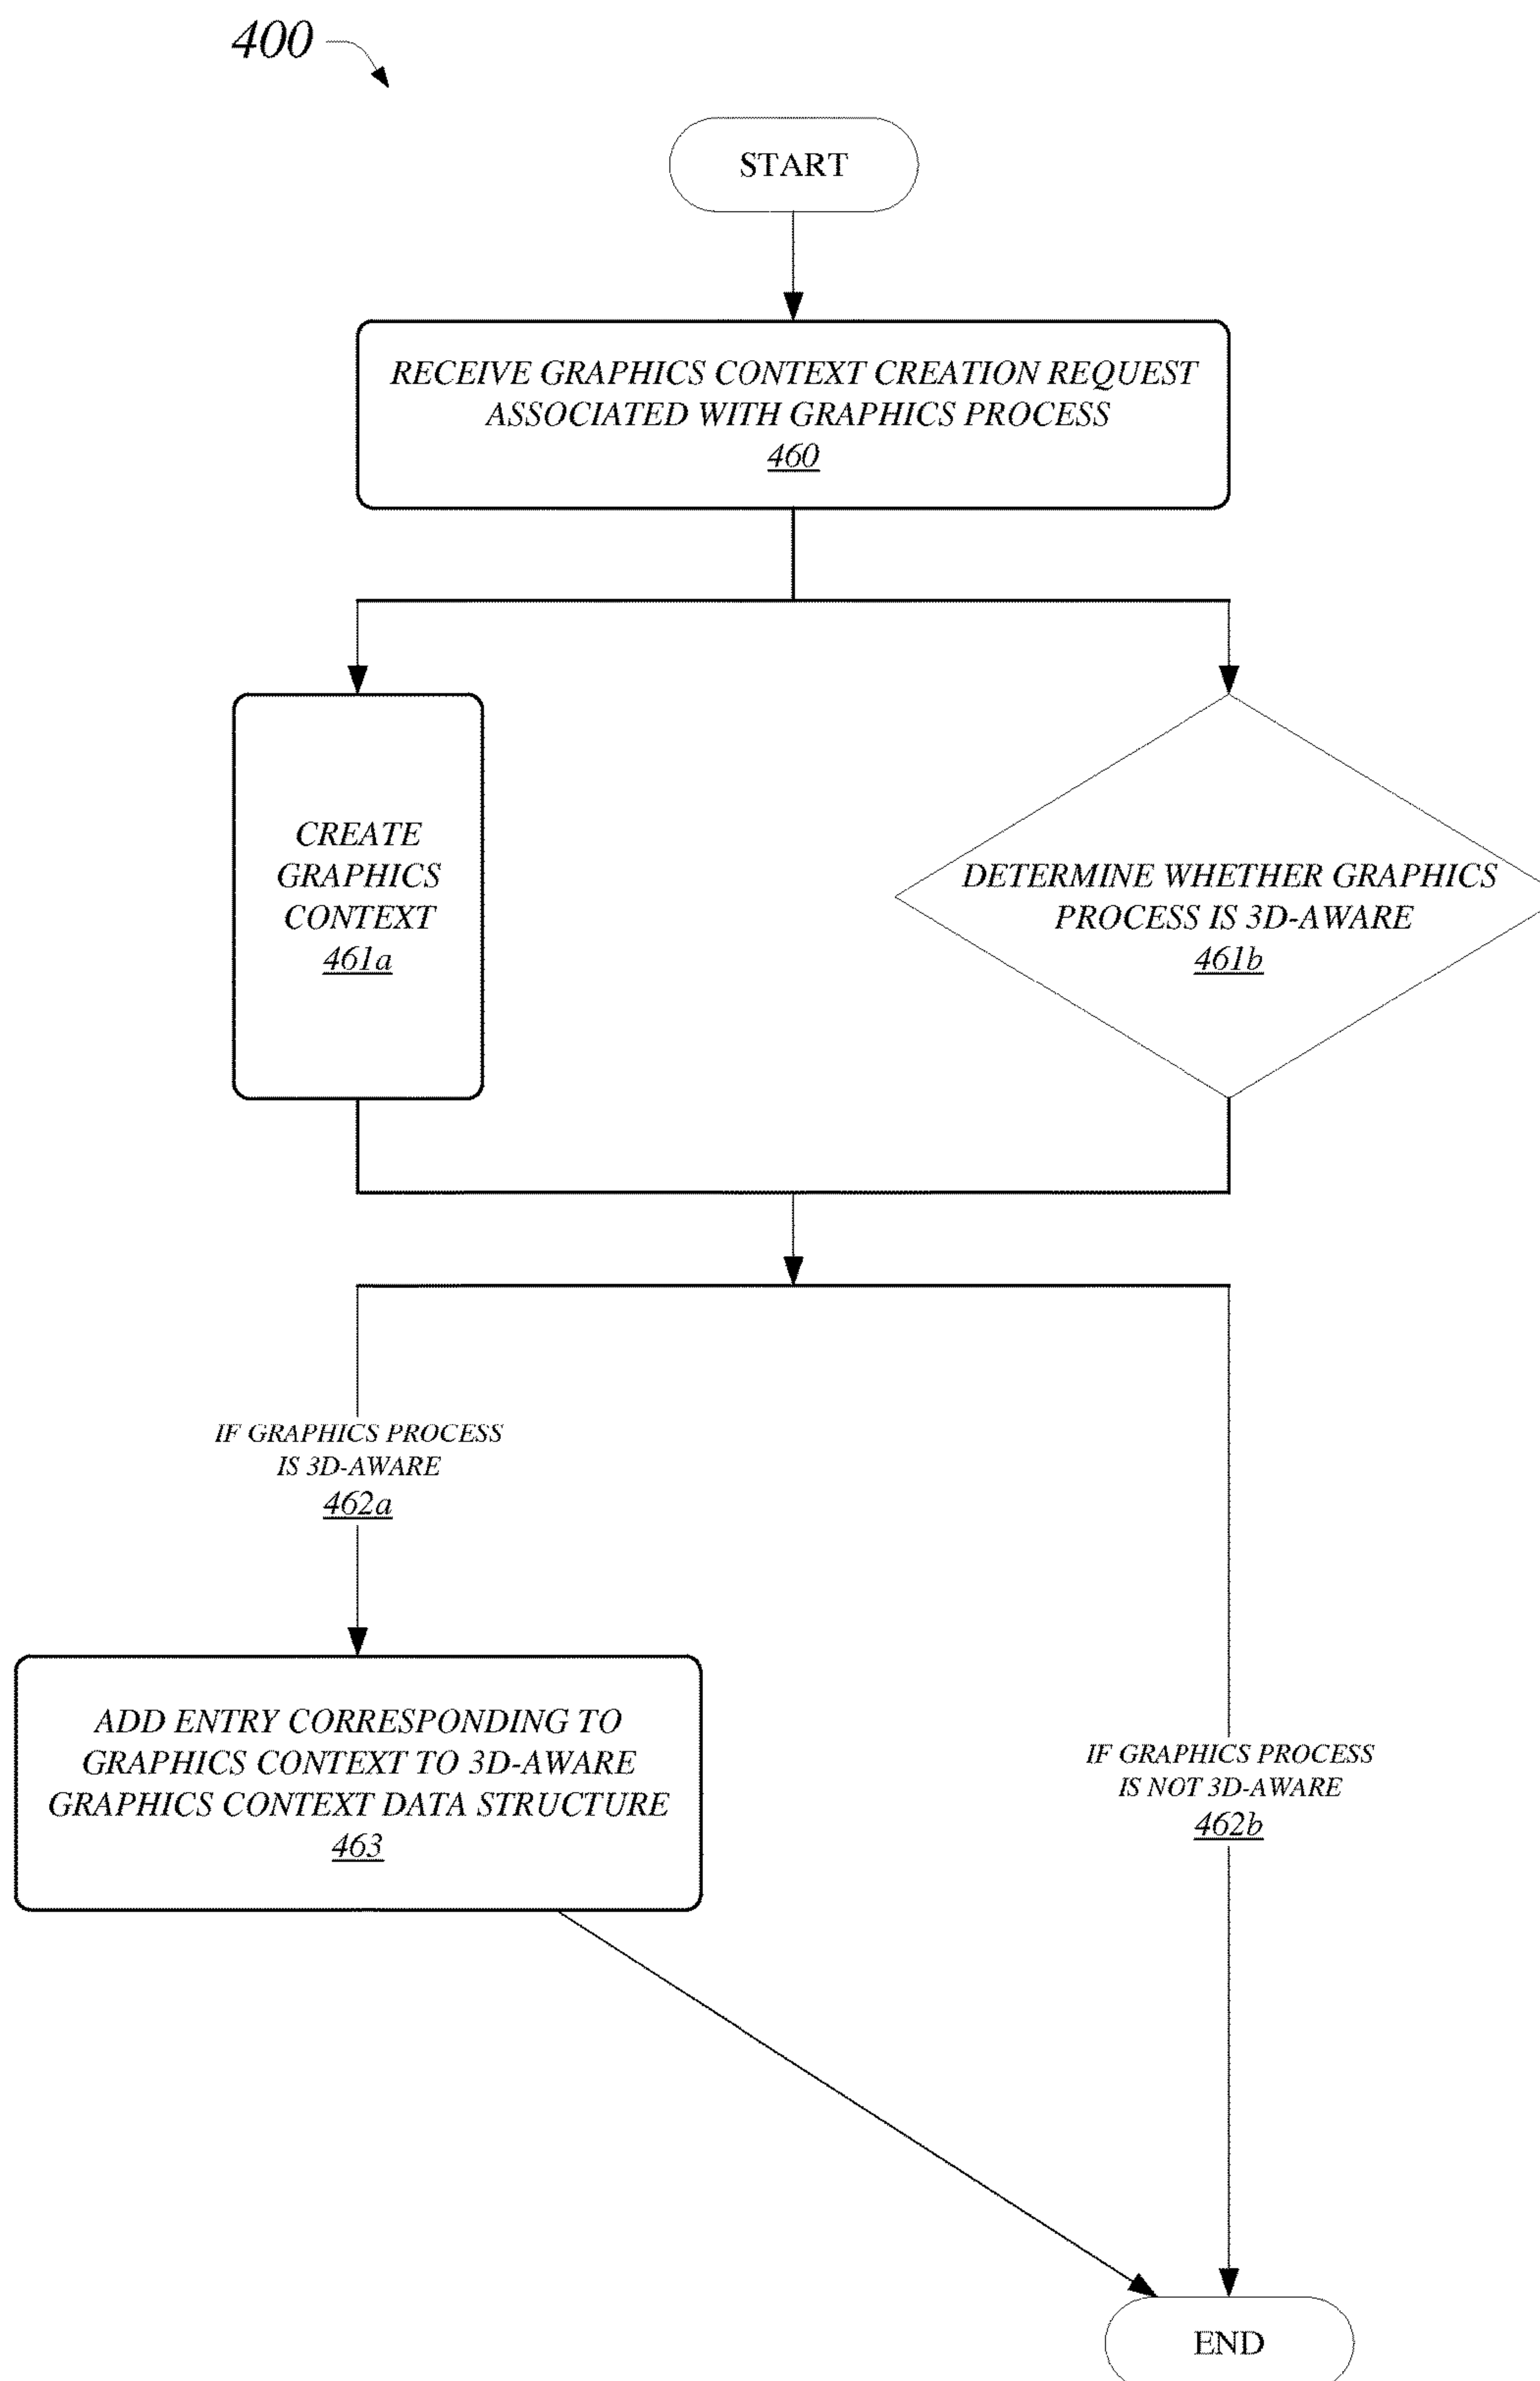 400
START
RECEIVE GRAPHICS CONTEXT CREATION REQUEST
ASSOCIATED WITH GRAPHICS PROCESS
460
CREATE
GRAPHICS
CONTEXT
461a
DETERMINE WHETHER GRAPHICS
PROCESS IS 3D-AWARE
461b
IF GRAPHICS PROCESS
IS 3D-AWARE
462a
ADD ENTRY CORRESPONDING TO
GRAPHICS CONTEXT TO 3D-AWARE
GRAPHICS CONTEXT DATA STRUCTURE
463
IF GRAPHICS PROCESS
IS NOT 3D-AWARE
462b
END